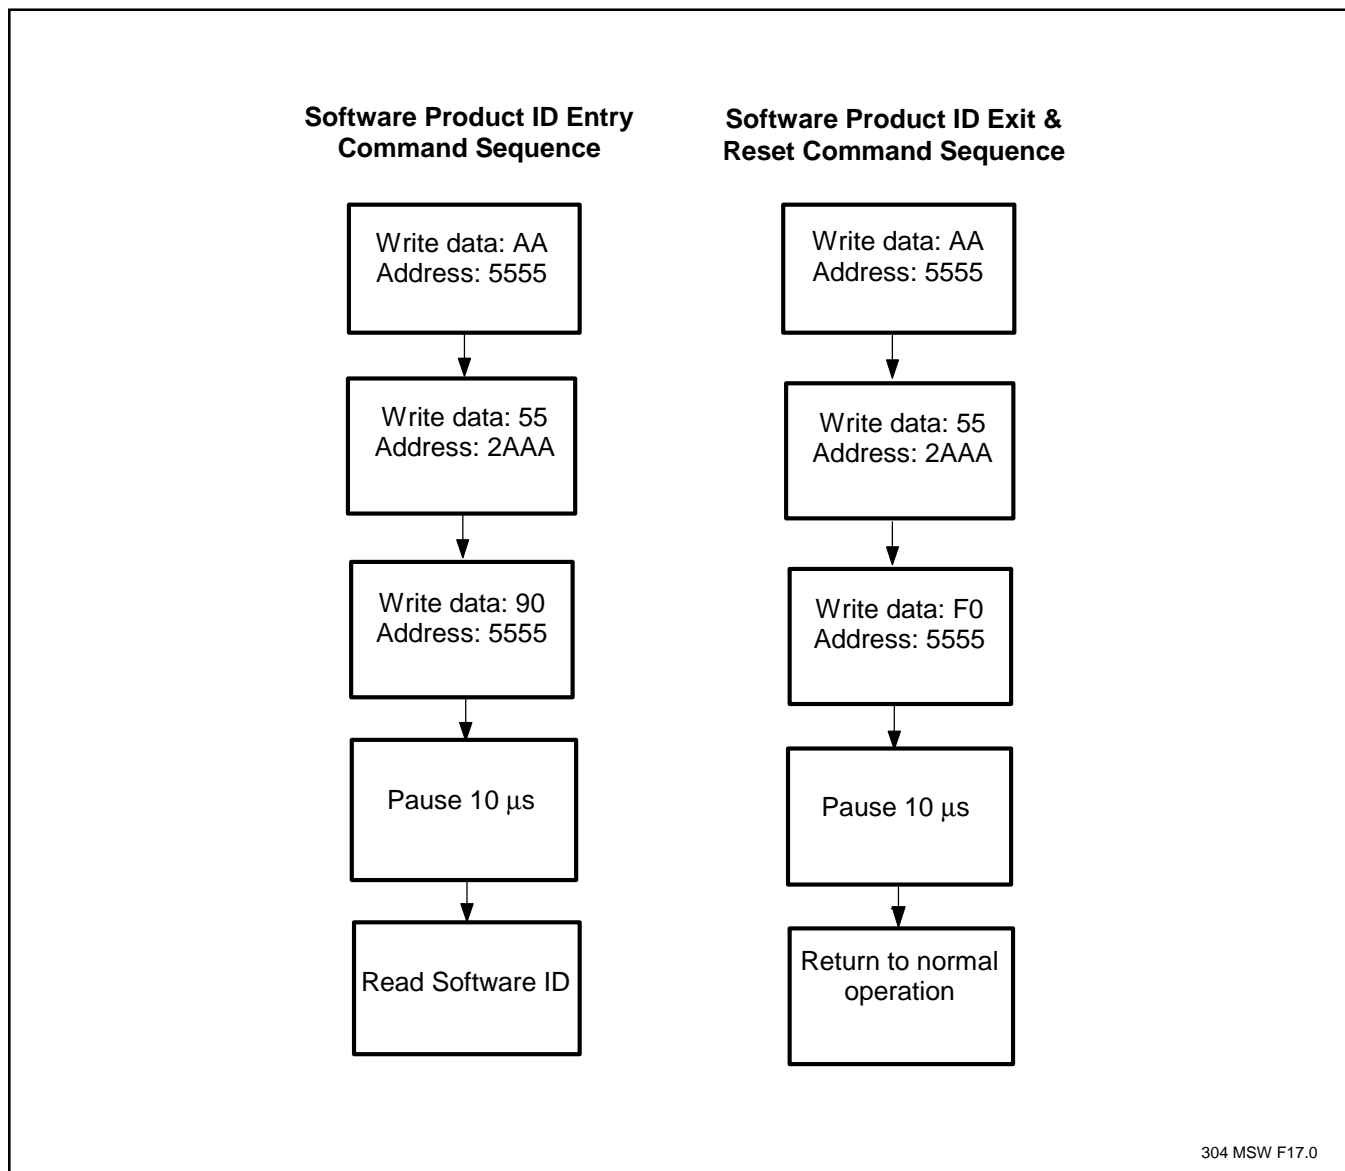 Software Product ID Entry
Command Sequence
Write data: AA
Address: 5555
Write data: 55
Address: 2AAA
Write data: 90
Address: 5555
Pause 10 µs
Read Software ID
Software Product ID Exit &
Reset Command Sequence
Write data: AA
Address: 5555
Write data: 55
Address: 2AAA
Write data: F0
Address: 5555
Pause 10 µs
Return to normal
operation
304 MSW F17.0